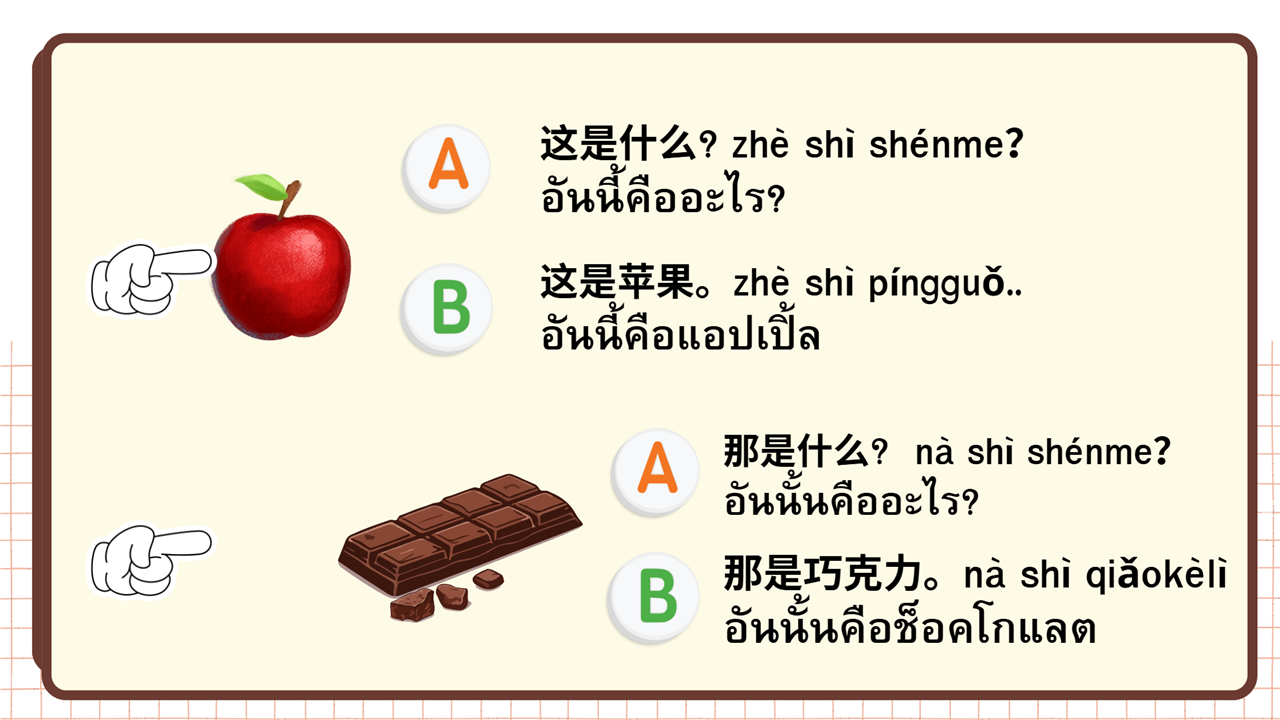 A
这是什么? zhè shì shénme?
อันนี้คืออะไร?
B
这是苹果。zhè shì píngguǒ..
อันนี้คือแอปเปิ้ล
A
那是什么? nà shì shénme?
อันนั้นคืออะไร?
B
那是巧克力。nà shì qiǎokèlì
อันนั้นคือช็อคโกแลต